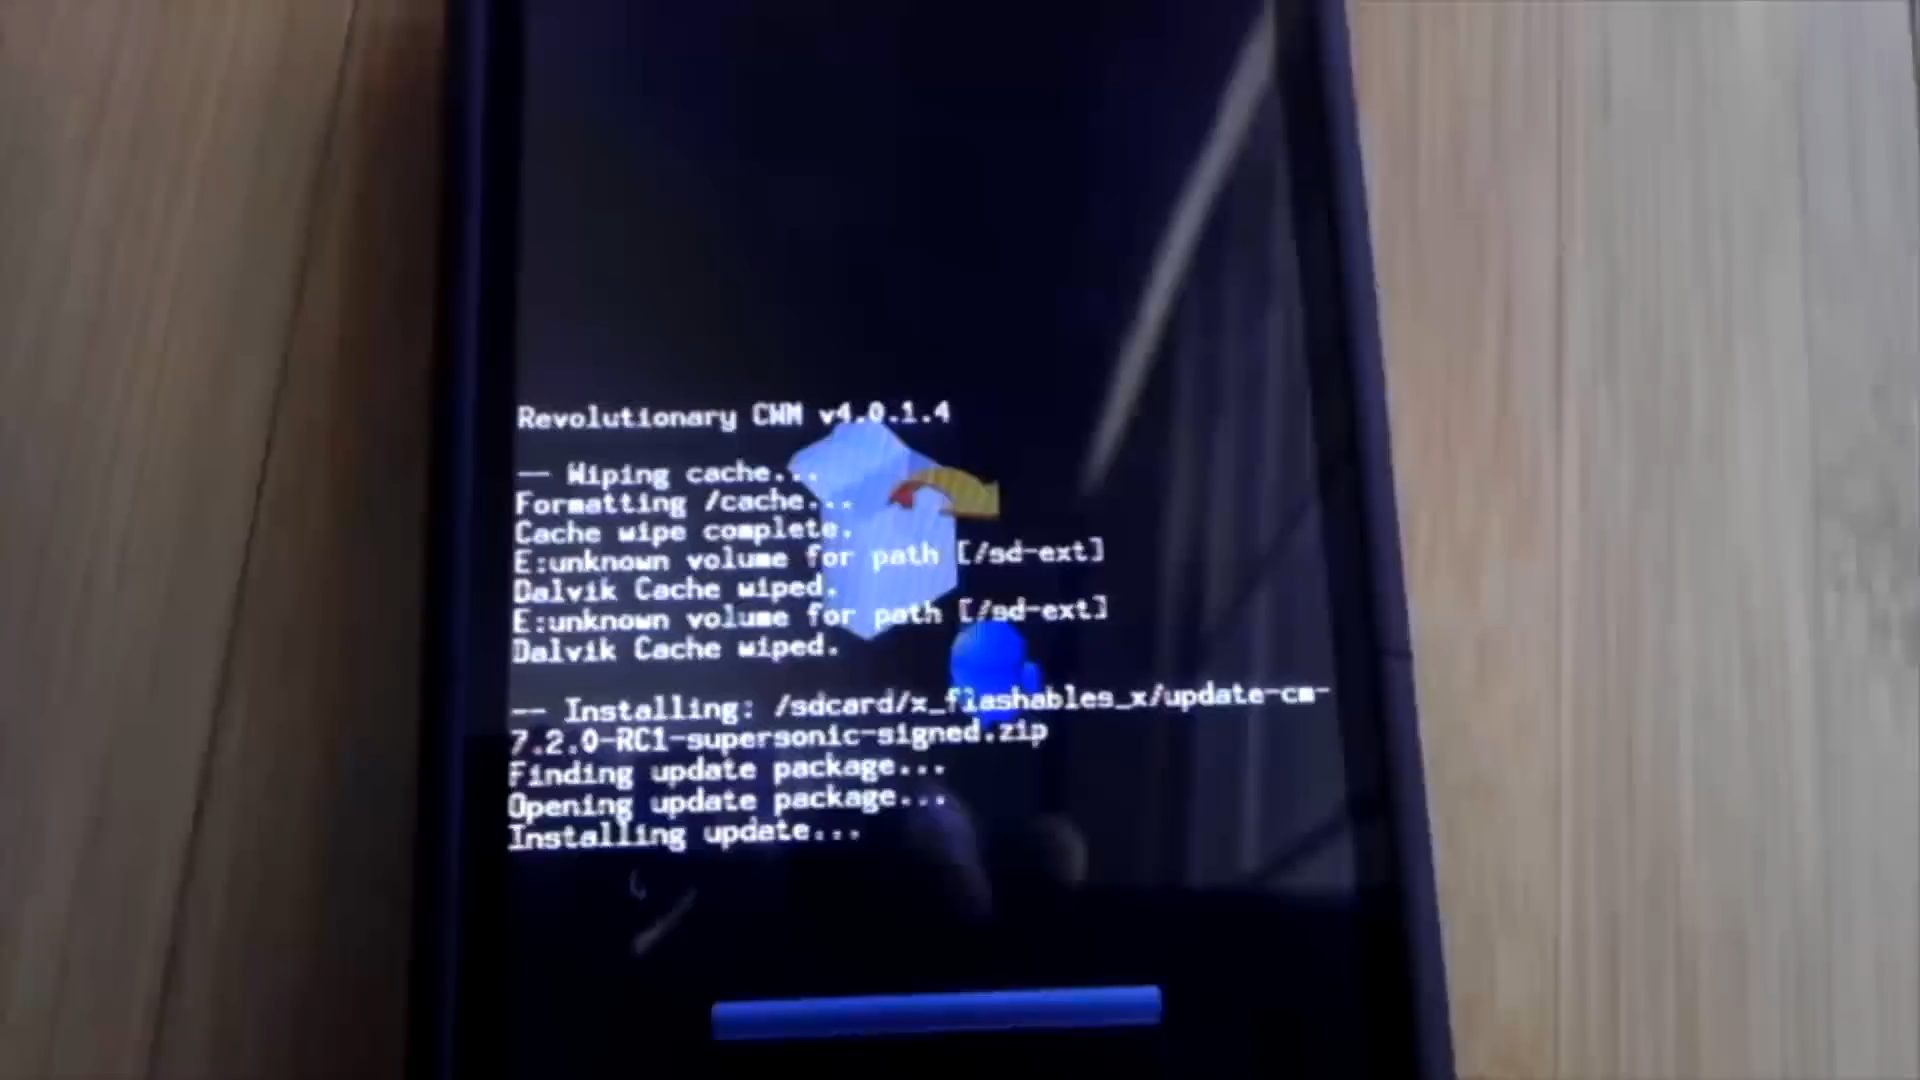 Revolutionary CWM v4.0.1.4
-- Wiping cache...
Formatting /cache...
Cache wipe complete.
E:unknown volume for path [/sd-ext]
Dalvik Cache wiped.
E:unknown volume for path [/sd-ext]
Dalvik Cache wiped.
-- Installing: /sdcard/x_flashables_x/update-cm-
7.2.0-RC1-supersonic-signed.zip
Finding update package...
Opening update package...
Installing update...